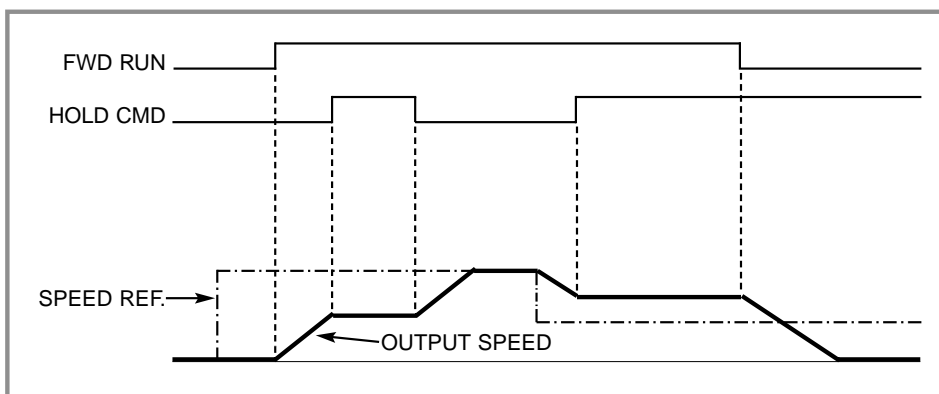 FWD RUN
HOLD CMD
SPEED REF.
OUTPUT SPEED